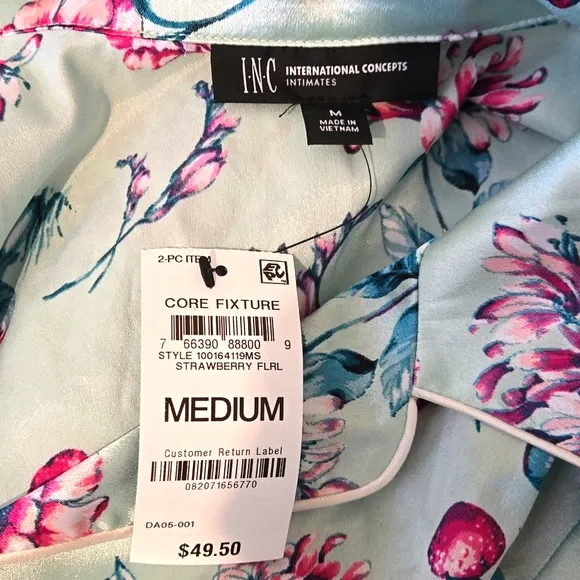 I·N·C INTERNATIONAL CONCEPTS
INTIMATES
M
MADE IN
VIETNAM
2-PC ITEM
CORE FIXTURE
7 66390 88800 9
STYLE 100164119MS
STRAWBERRY FLRL
MEDIUM
Customer Return Label
082071656770
DA05-001
$49.50